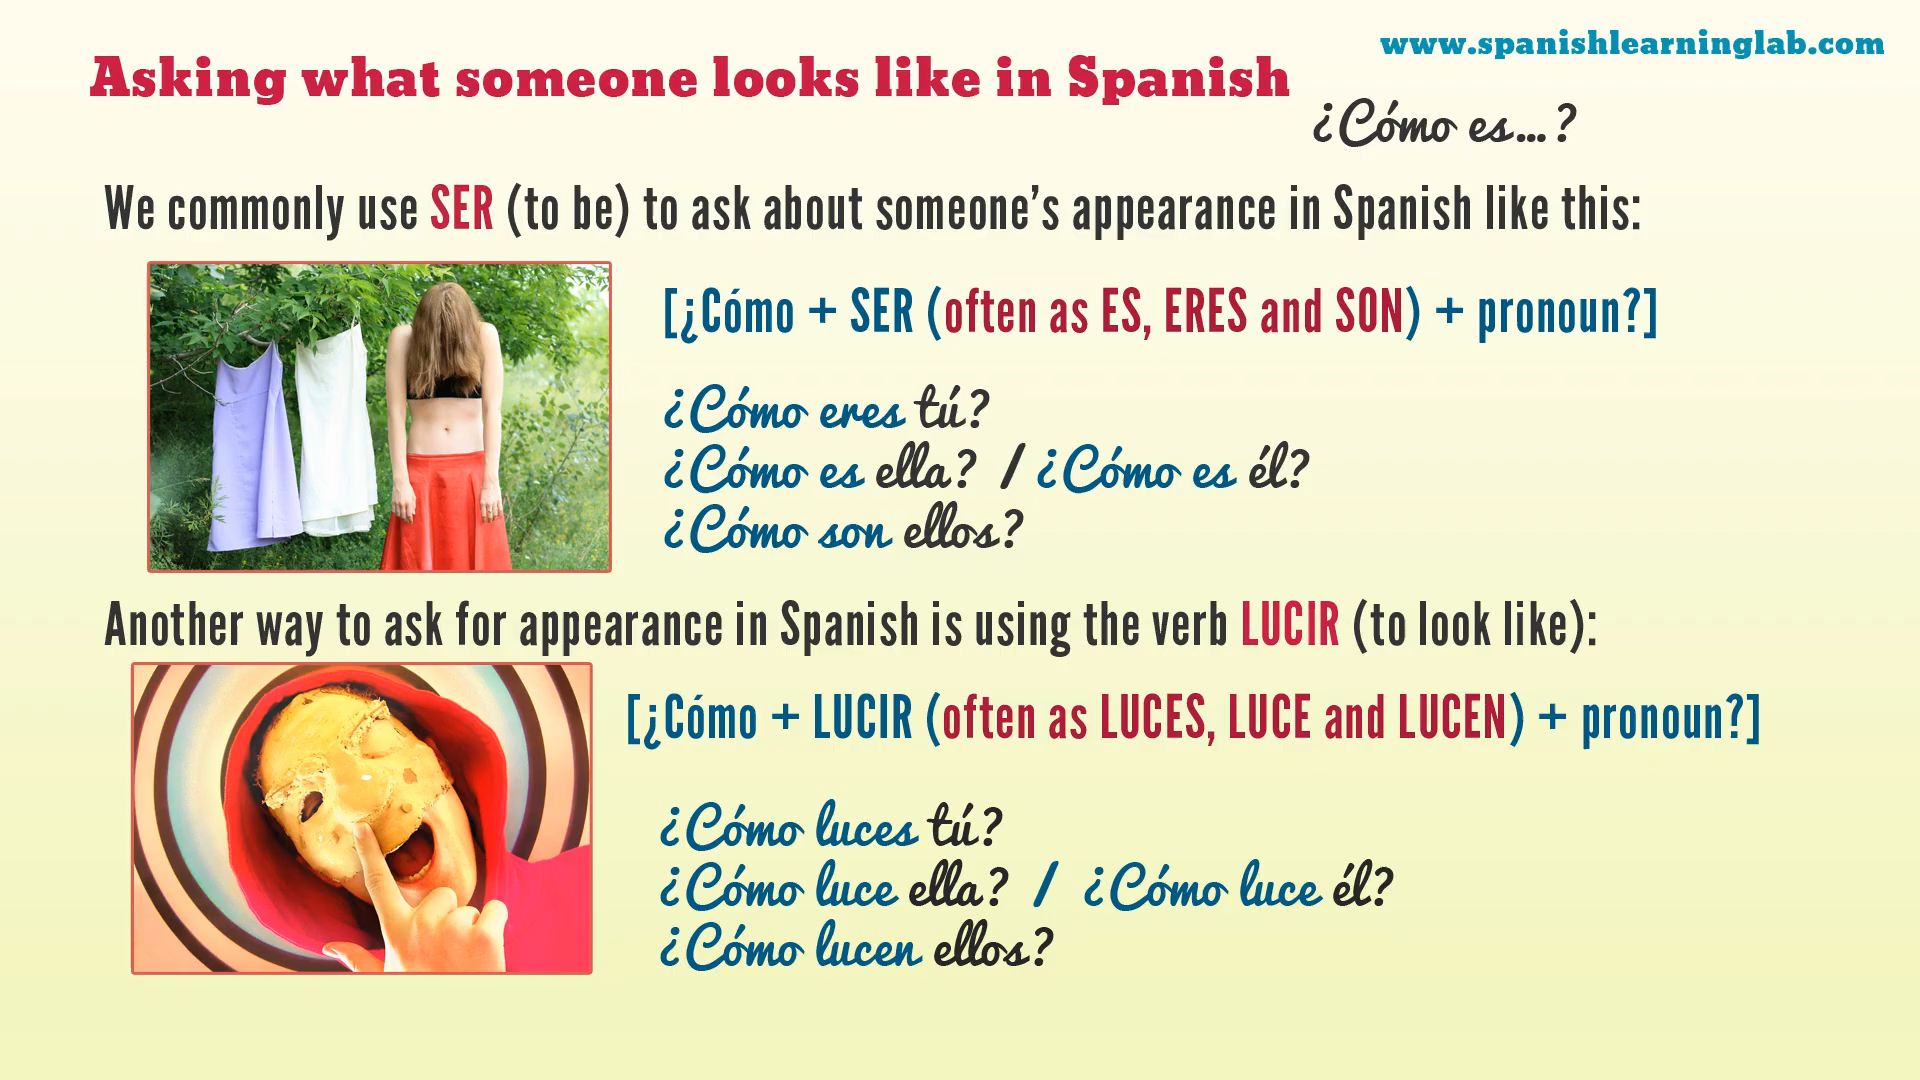 www.spanishlearninglab.com
Asking what someone looks like in Spanish
¿Cómo es...?
We commonly use SER (to be) to ask about someone's appearance in Spanish like this:
[¿Cómo + SER (often as ES, ERES and SON) + pronoun?]
¿Cómo eres tú?
¿Cómo es ella? / ¿Cómo es él?
¿Cómo son ellos?
Another way to ask for appearance in Spanish is using the verb LUCIR (to look like):
[¿Cómo + LUCIR (often as LUCES, LUCE and LUCEN) + pronoun?]
¿Cómo luces tú?
¿Cómo luce ella? / ¿Cómo luce él?
¿Cómo lucen ellos?